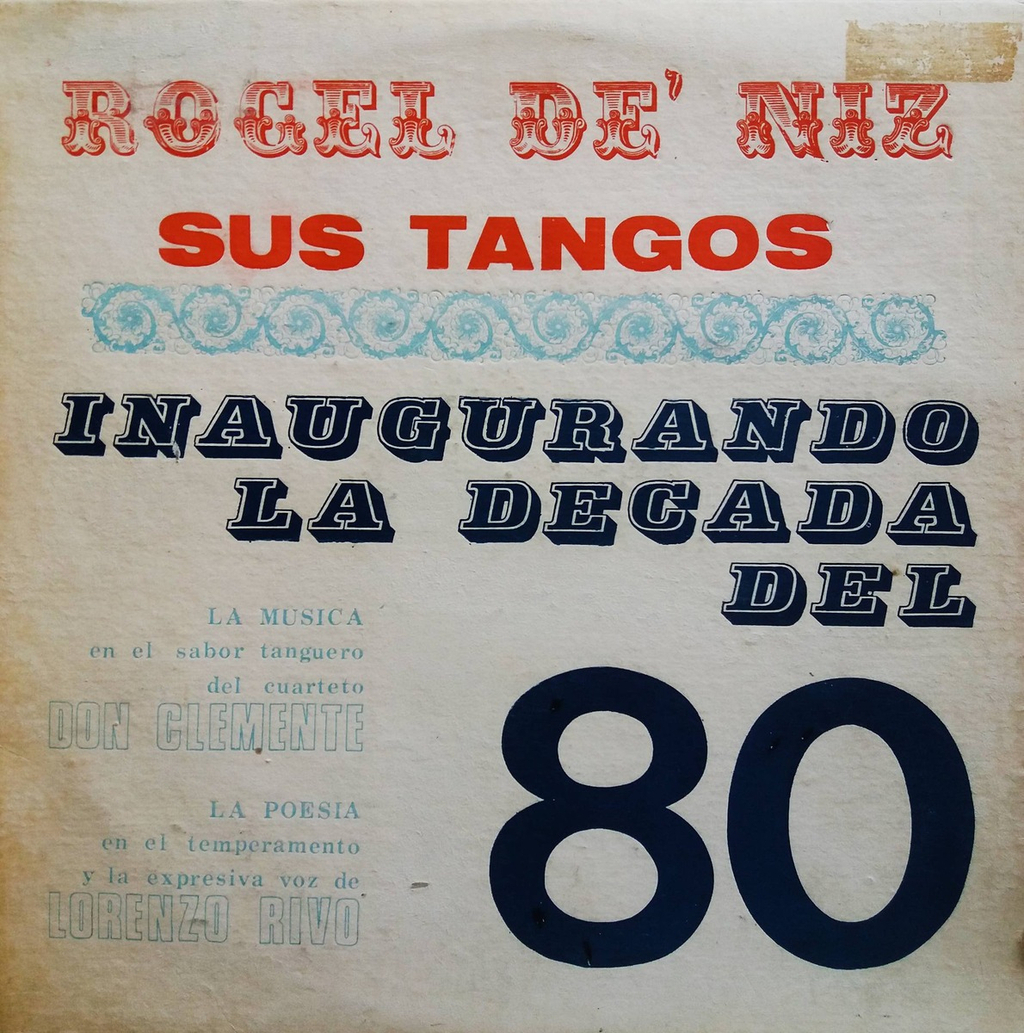 ROGEL DE' NIZ
SUS TANGOS
INAUGURANDO
LA DECADA
DEL
80
LA MUSICA
en el sabor tanguero
del cuarteto
DON CLEMENTE
LA POESIA
en el temperamento
y la expresiva voz de
LORENZO RIVO